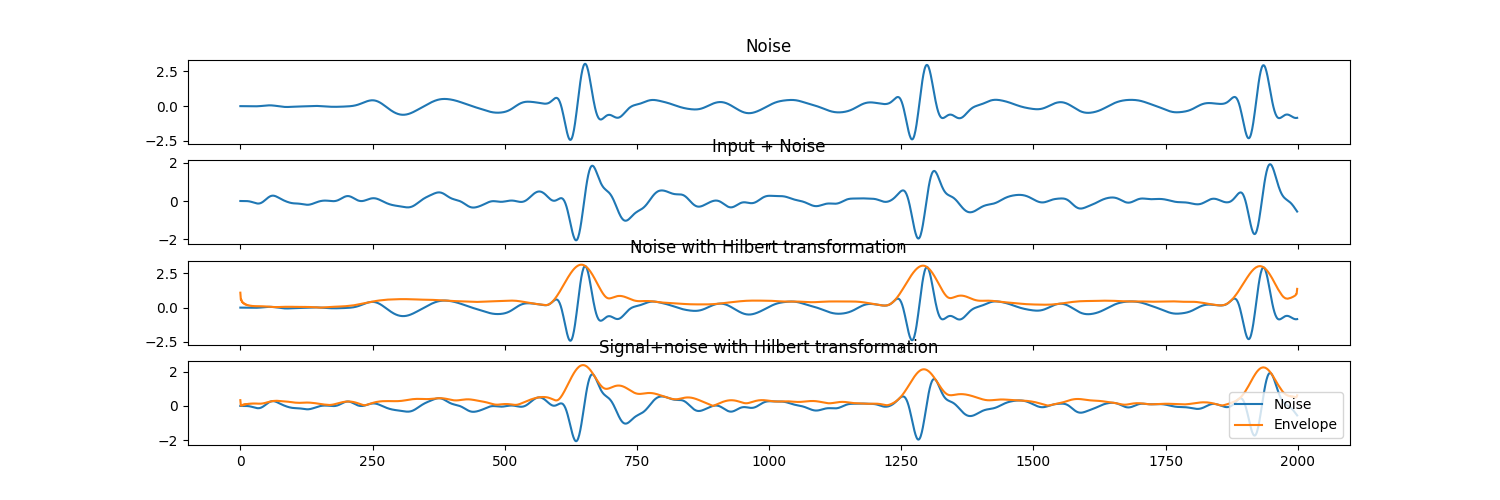 Noise
2.5
0.0
−2.5
Input + Noise
2
0
−2
Noise with Hilbert transformation
2.5
0.0
−2.5
Signal+noise with Hilbert transformation
2
0
−2
Noise
Envelope
0 250 500 750 1000 1250 1500 1750 2000